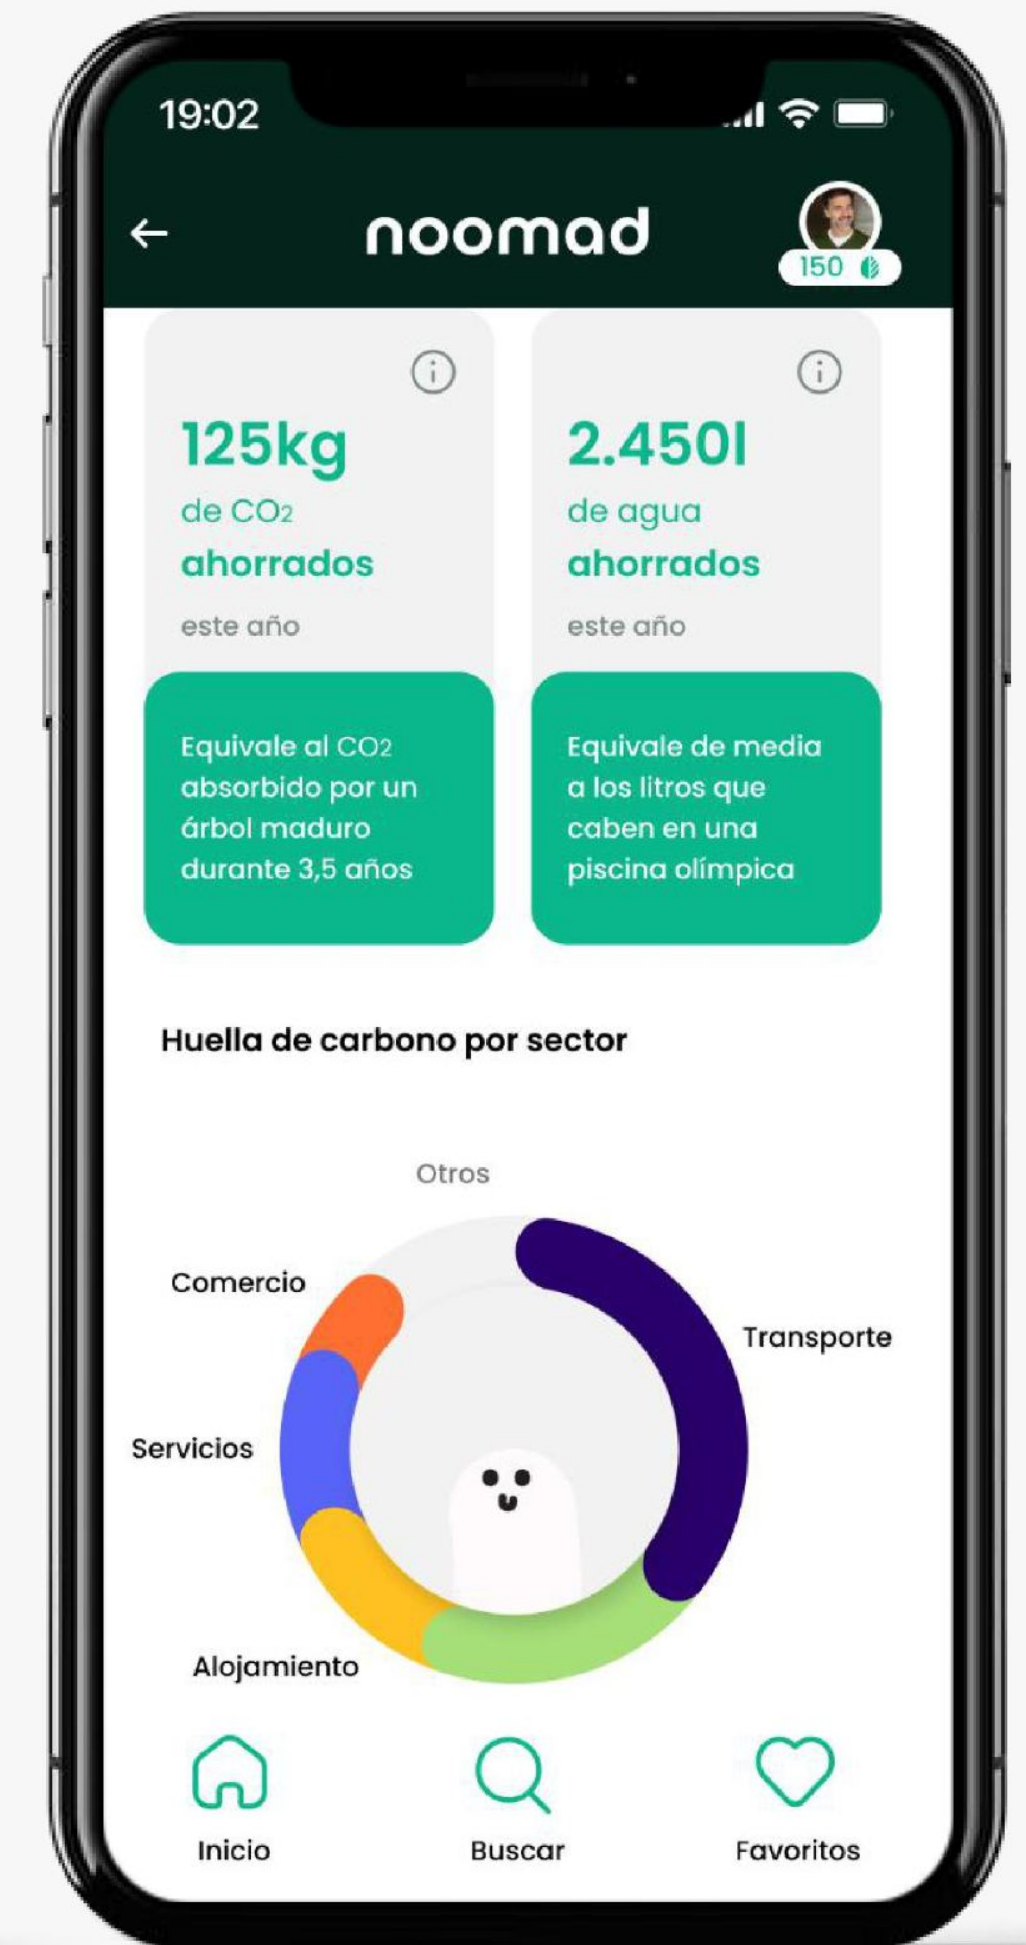 19:02
noomad
150
125kg
de CO2
ahorrados
este año
Equivale al CO2
absorbido por un
árbol maduro
durante 3,5 años
2.450l
de agua
ahorrados
este año
Equivale de media
a los litros que
caben en una
piscina olímpica
Huella de carbono por sector
Otros
Comercio
Transporte
Servicios
Alojamiento
Inicio
Buscar
Favoritos